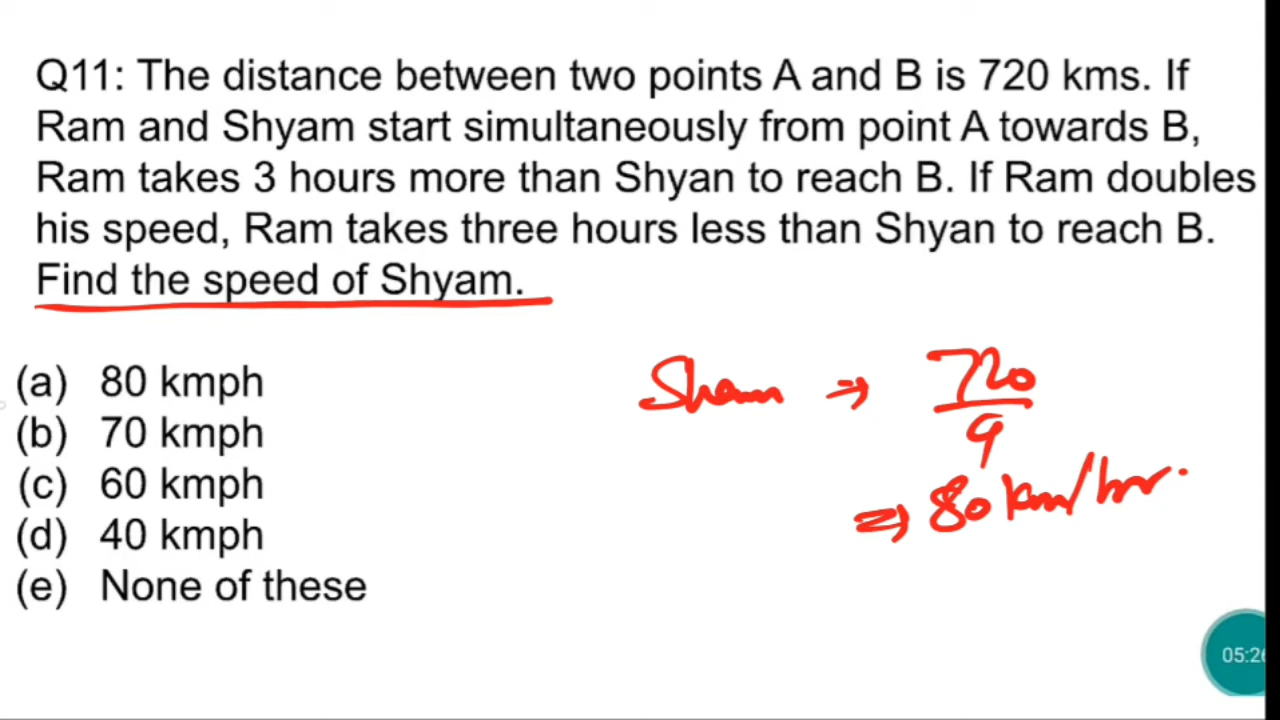 Q11: The distance between two points A and B is 720 kms. If
Ram and Shyam start simultaneously from point A towards B,
Ram takes 3 hours more than Shyan to reach B. If Ram doubles
his speed, Ram takes three hours less than Shyan to reach B.
Find the speed of Shyam.
(a) 80 kmph
(b) 70 kmph
(c) 60 kmph
(d) 40 kmph
(e) None of these
Sham ⇒ 720
9
⇒ 80 km/hr.
05:26